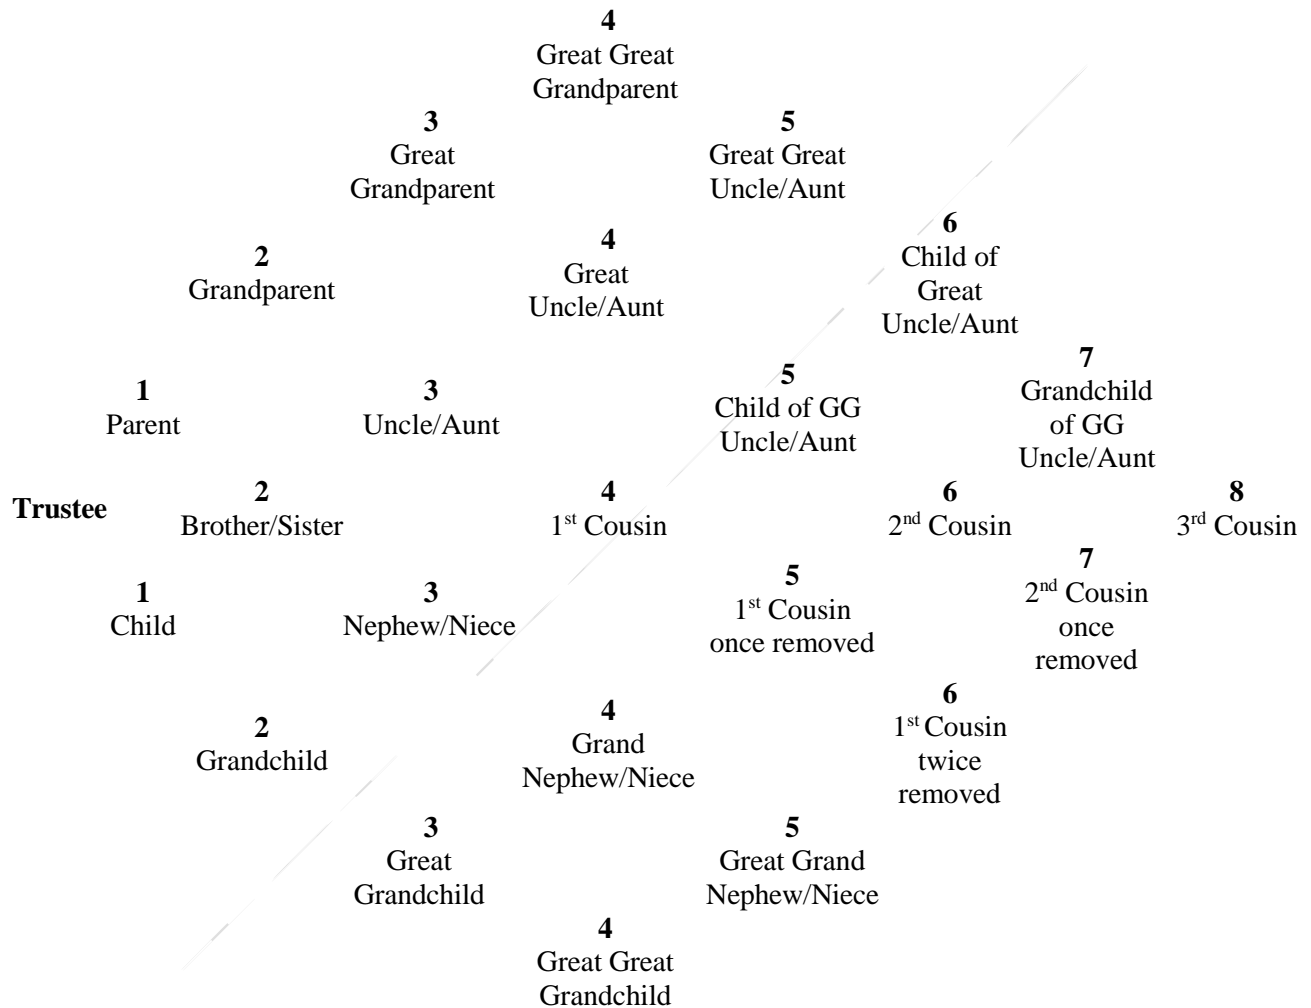 4
Great Great
Grandparent
3
Great
Grandparent
5
Great Great
Uncle/Aunt
6
Child of
Great
Uncle/Aunt
2
Grandparent
4
Great
Uncle/Aunt
7
Grandchild
of GG
Uncle/Aunt
1
Parent
3
Uncle/Aunt
5
Child of GG
Uncle/Aunt
Trustee
2
Brother/Sister
4
1st Cousin
6
2nd Cousin
8
3rd Cousin
1
Child
3
Nephew/Niece
5
1st Cousin
once removed
7
2nd Cousin
once
removed
2
Grandchild
4
Grand
Nephew/Niece
6
1st Cousin
twice
removed
3
Great
Grandchild
5
Great Grand
Nephew/Niece
4
Great Great
Grandchild